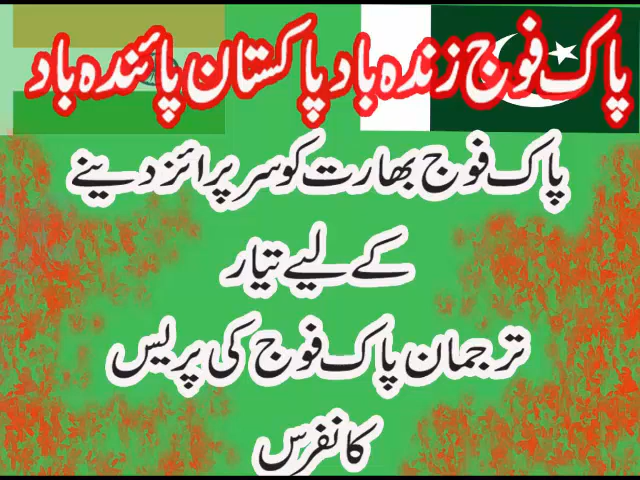 پاک فوج زندہ باد پاکستان پائندہ باد
پاک فوج بھارت کو سرپرائز دینے
کے لیے تیار
ترجمان پاک فوج کی پریس
کانفرس